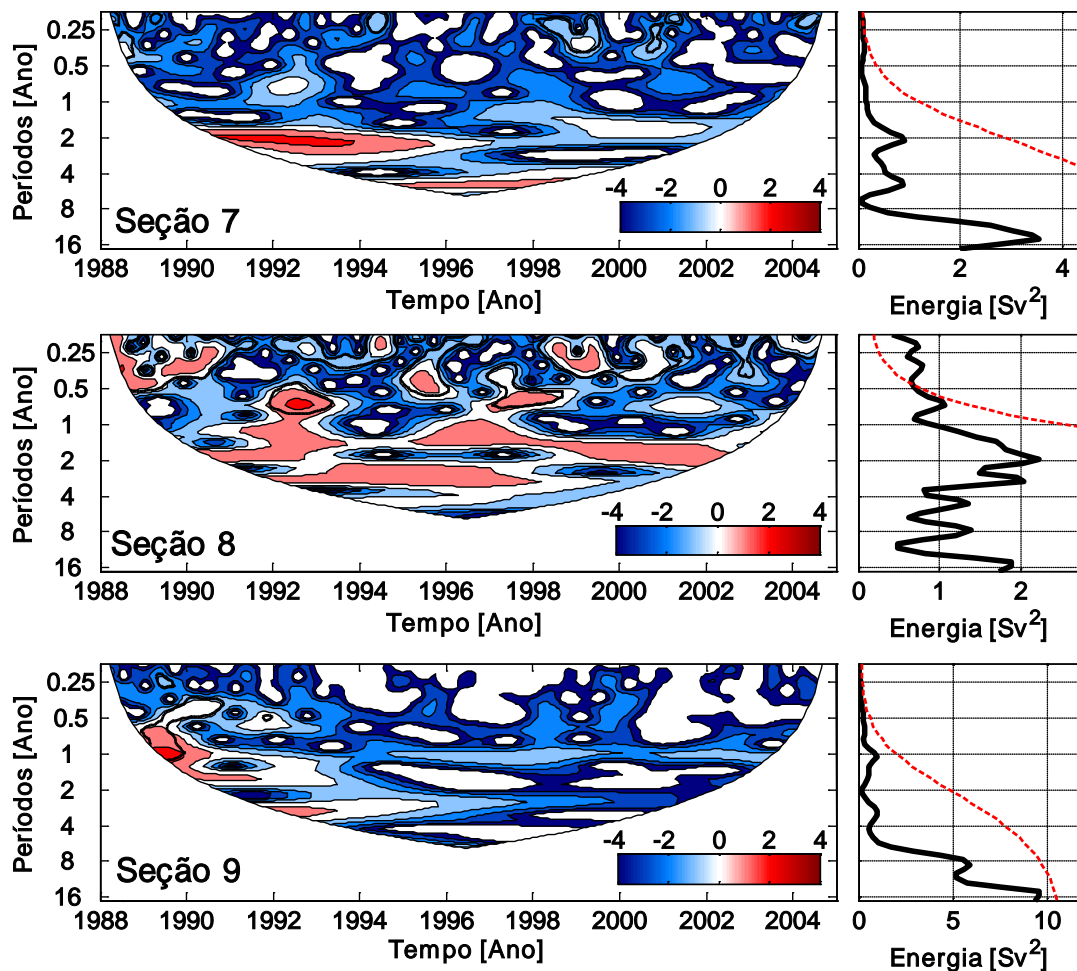 Períodos [Ano]
0.25
0.5
1
2
4
8
16
-4 -2 0 2 4
Seção 7
1988 1990 1992 1994 1996 1998 2000 2002 2004
Tempo [Ano]
0 2 4
Energia [Sv²]
Períodos [Ano]
0.25
0.5
1
2
4
8
16
-4 -2 0 2 4
Seção 8
1988 1990 1992 1994 1996 1998 2000 2002 2004
Tempo [Ano]
0 1 2
Energia [Sv²]
Períodos [Ano]
0.25
0.5
1
2
4
8
16
-4 -2 0 2 4
Seção 9
1988 1990 1992 1994 1996 1998 2000 2002 2004
Tempo [Ano]
0 5 10
Energia [Sv²]